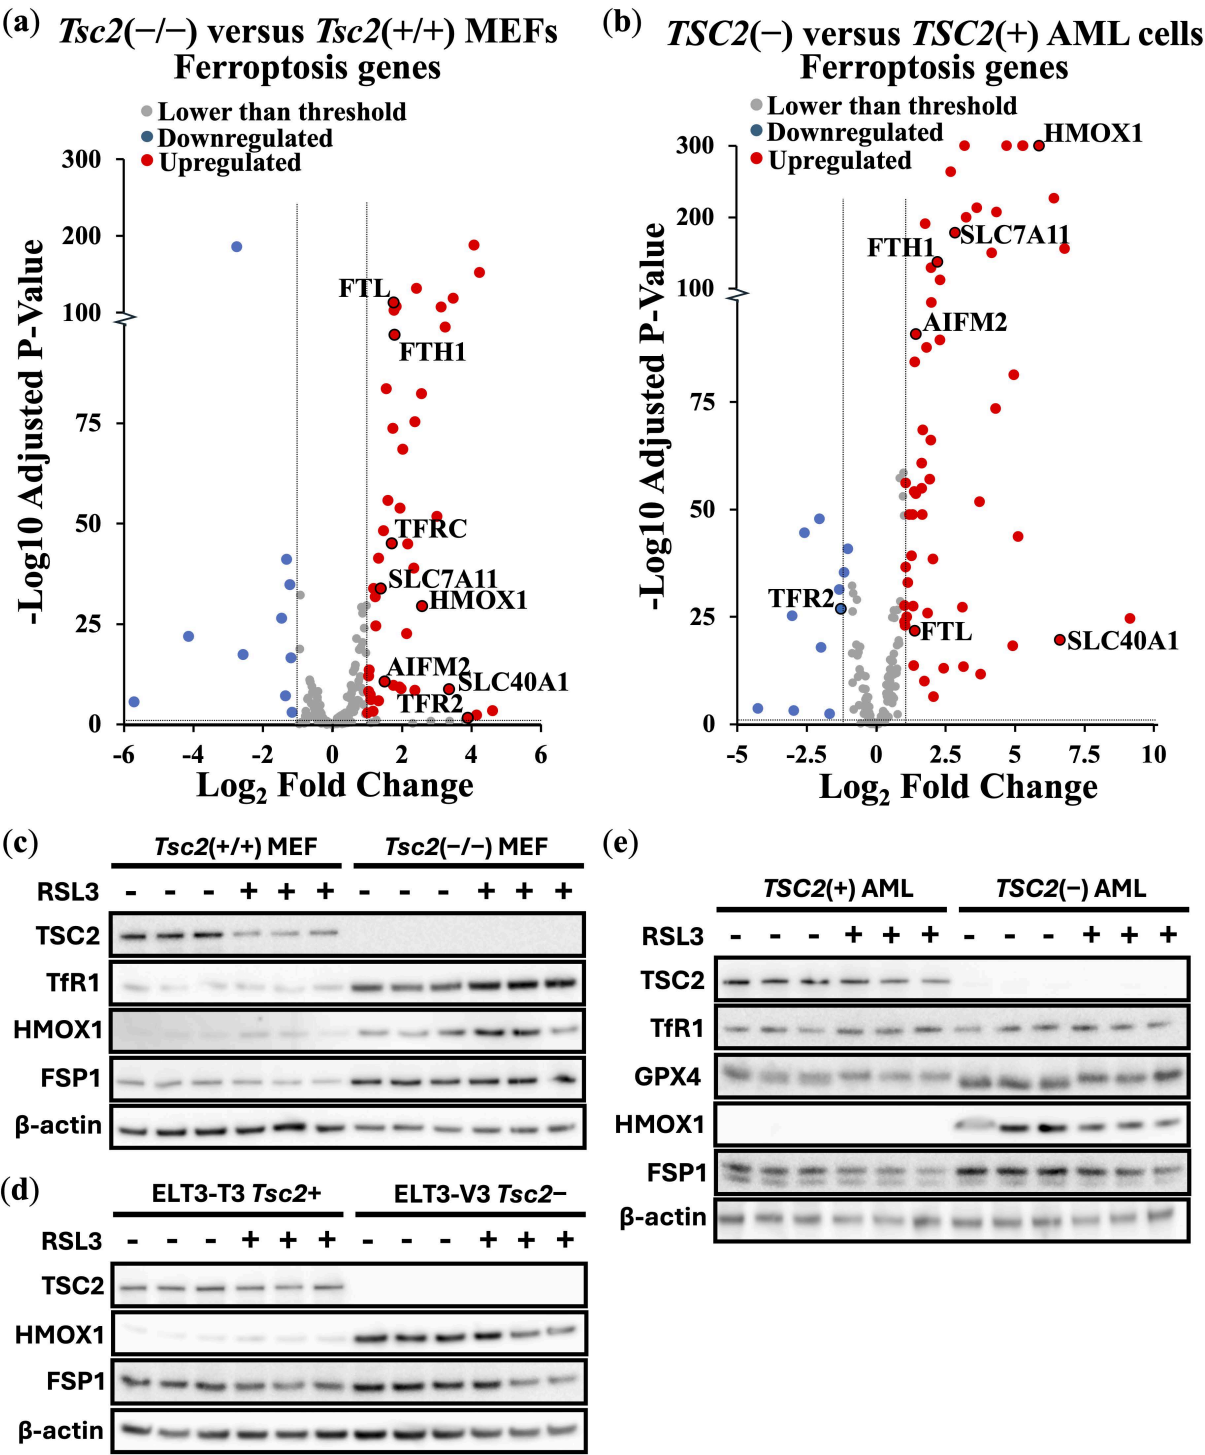 (a) Tsc2(−/−) versus Tsc2(+/+) MEFs
Ferroptosis genes
Lower than threshold
Downregulated
Upregulated
300
200
100
75
50
25
0
-Log10 Adjusted P-Value
FTL
FTH1
TFRC
SLC7A11
HMOX1
AIFM2
SLC40A1
TFR2
-6 -4 -2 0 2 4 6
Log2 Fold Change
(b) TSC2(−) versus TSC2(+) AML cells
Ferroptosis genes
Lower than threshold
Downregulated
Upregulated
300
200
100
75
50
25
0
-Log10 Adjusted P-Value
HMOX1
SLC7A11
FTH1
AIFM2
TFR2
FTL
SLC40A1
-5 -2.5 0 2.5 5 7.5 10
Log2 Fold Change
(c) Tsc2(+/+) MEF Tsc2(−/−) MEF
RSL3 - - - + + + - - - + + +
TSC2
TfR1
HMOX1
FSP1
β-actin
(d) ELT3-T3 Tsc2+ ELT3-V3 Tsc2−
RSL3 - - - + + + - - - + + +
TSC2
HMOX1
FSP1
β-actin
(e) TSC2(+) AML TSC2(−) AML
RSL3 - - - + + + - - - + + +
TSC2
TfR1
GPX4
HMOX1
FSP1
β-actin